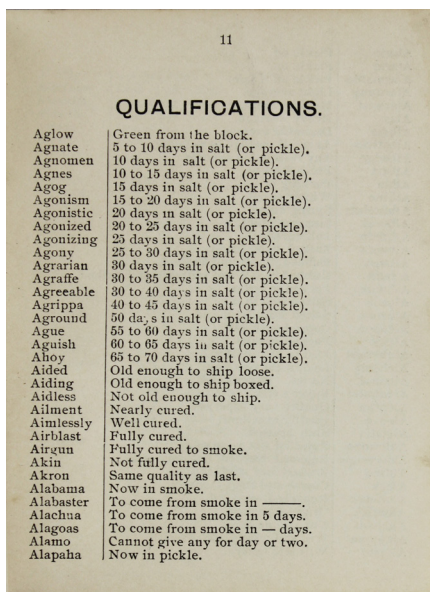 11
QUALIFICATIONS.
Aglow Green from the block.
Agnate 5 to 10 days in salt (or pickle).
Agnomen 10 days in salt (or pickle).
Agnes 10 to 15 days in salt (or pickle).
Agog 15 days in salt (or pickle).
Agonism 15 to 20 days in salt (or pickle).
Agonistic 20 days in salt (or pickle).
Agonized 20 to 25 days in salt (or pickle).
Agonizing 25 days in salt (or pickle).
Agony 25 to 30 days in salt (or pickle).
Agrarian 30 days in salt (or pickle).
Agraffe 30 to 35 days in salt (or pickle).
Agreeable 30 to 40 days in salt (or pickle).
Agrippa 40 to 45 days in salt (or pickle).
Aground 50 days in salt (or pickle).
Ague 55 to 60 days in salt (or pickle).
Aguish 60 to 65 days in salt (or pickle).
Ahoy 65 to 70 days in salt (or pickle).
Aided Old enough to ship loose.
Aiding Old enough to ship boxed.
Aidless Not old enough to ship.
Ailment Nearly cured.
Aimlessly Well cured.
Airblast Fully cured.
Airgun Fully cured to smoke.
Akin Not fully cured.
Akron Same quality as last.
Alabama Now in smoke.
Alabaster To come from smoke in ———.
Alachua To come from smoke in 5 days.
Alagoas To come from smoke in — days.
Alamo Cannot give any for day or two.
Alapaha Now in pickle.